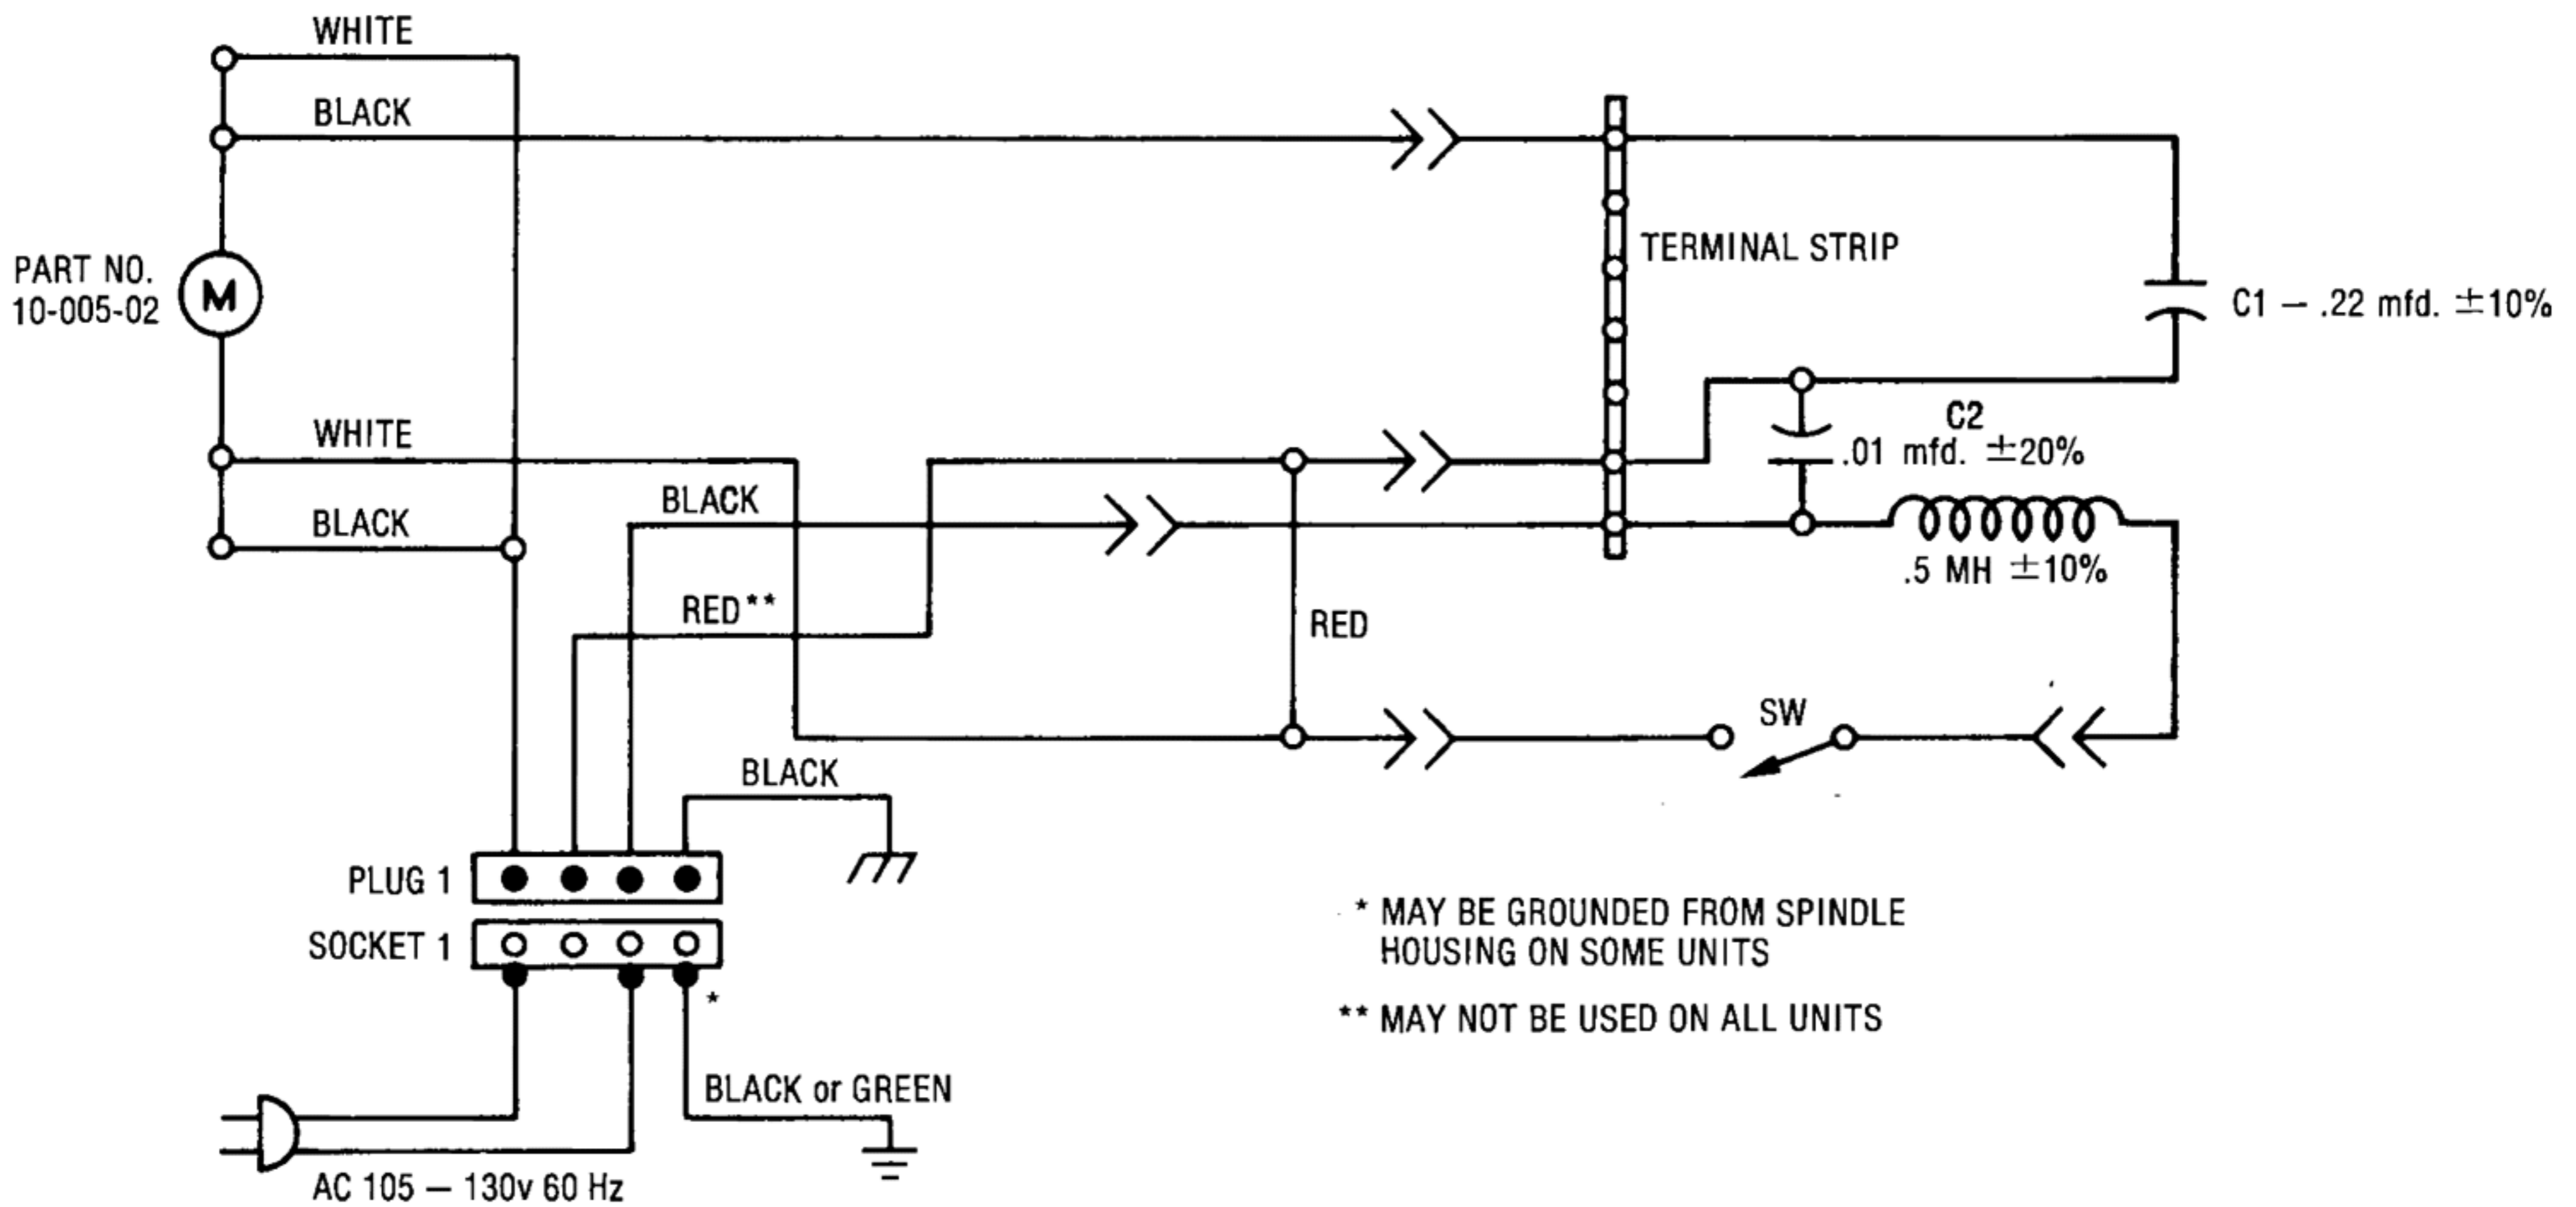 WHITE
BLACK
PART NO.
10-005-02
M
TERMINAL STRIP
C1 – .22 mfd. ±10%
WHITE
C2
.01 mfd. ±20%
BLACK
BLACK
.5 MH ±10%
RED**
RED
SW
BLACK
PLUG 1
SOCKET 1
*
* MAY BE GROUNDED FROM SPINDLE
HOUSING ON SOME UNITS
** MAY NOT BE USED ON ALL UNITS
BLACK or GREEN
AC 105 – 130v 60 Hz